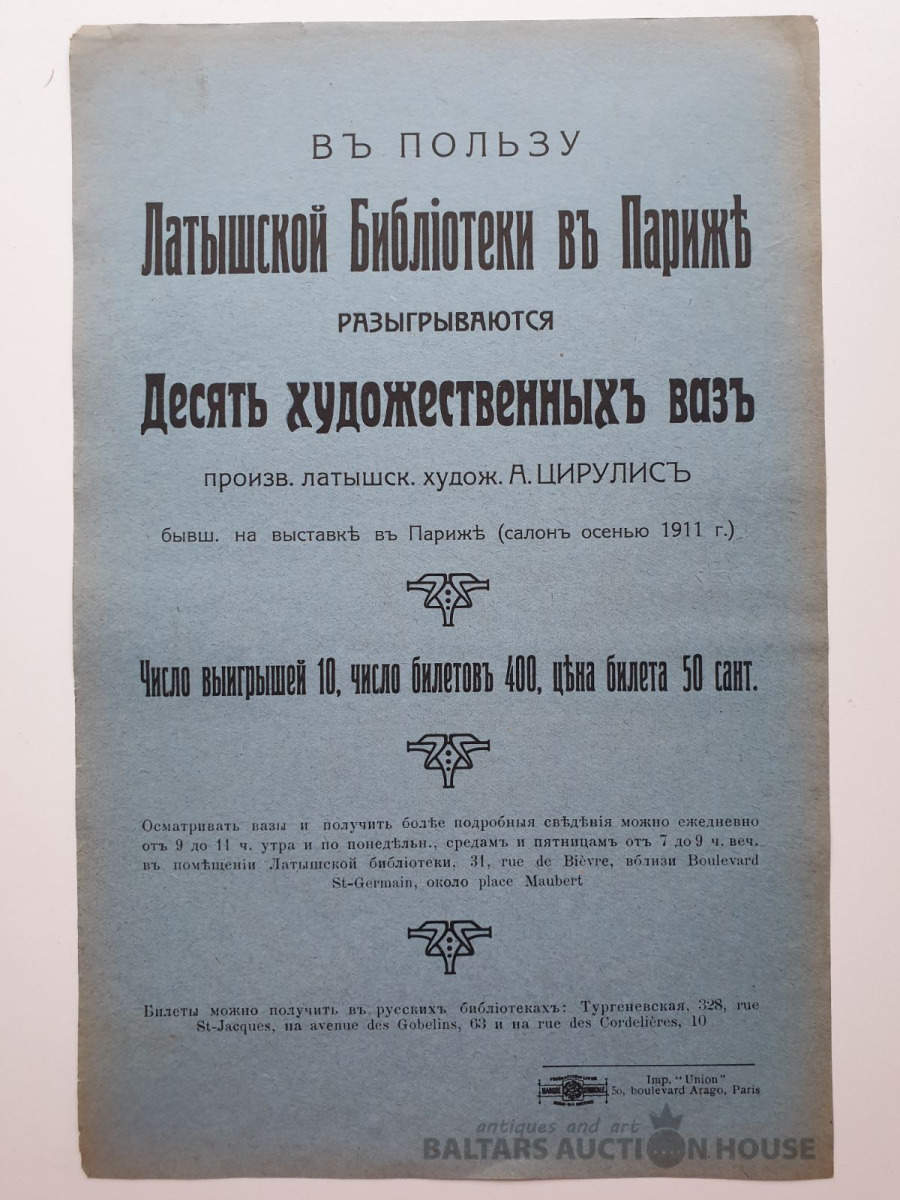 ВЪ ПОЛЬЗУ
Латышской Библіотеки въ Парижѣ
РАЗЫГРЫВАЮТСЯ
Десять художественныхъ вазъ
произв. латышск. худож. А. ЦИРУЛИСЪ
бывш. на выставкѣ въ Парижѣ (салонъ осенью 1911 г.)
Число выигрышей 10, число билетовъ 400, цѣна билета 50 сант.
Осматривать вазы и получить болѣе подробныя свѣдѣнія можно ежедневно
отъ 9 до 11 ч. утра и по понедѣльн., средамъ и пятницамъ отъ 7 до 9 ч. веч.
въ помѣщеніи Латышской библіотеки, 31, rue de Bièvre, вблизи Boulevard
St-Germain, около place Maubert
Билеты можно получить въ русскихъ библіотекахъ: Тургеневская, 328, rue
St-Jacques, на avenue des Gobelins, 63 и на rue des Cordelières, 10
Imp. "Union"
50, boulevard Arago, Paris
antiques and art
BALTARS AUCTION HOUSE